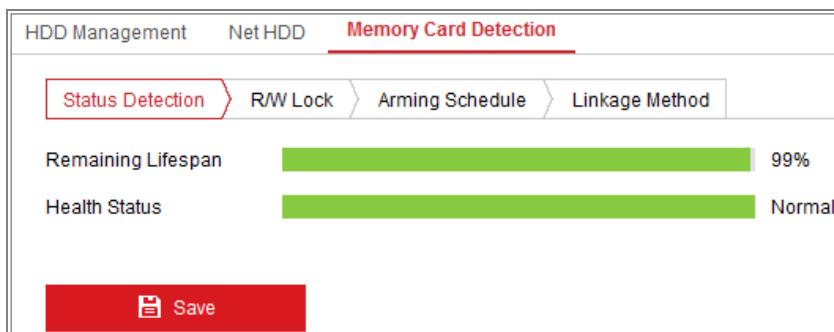 HDD Management Net HDD Memory Card Detection
Status Detection R/W Lock Arming Schedule Linkage Method
Remaining Lifespan 99%
Health Status Normal
Save